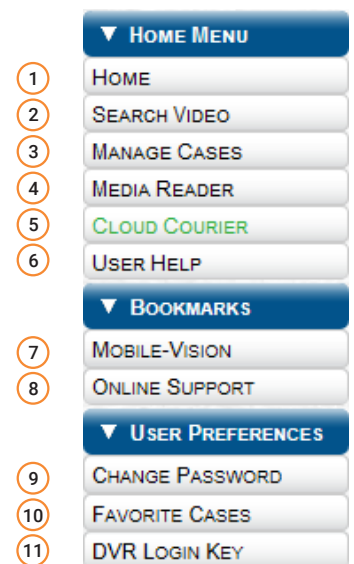 ▼ HOME MENU
1 HOME
2 SEARCH VIDEO
3 MANAGE CASES
4 MEDIA READER
5 CLOUD COURIER
6 USER HELP
▼ BOOKMARKS
7 MOBILE-VISION
8 ONLINE SUPPORT
▼ USER PREFERENCES
9 CHANGE PASSWORD
10 FAVORITE CASES
11 DVR LOGIN KEY